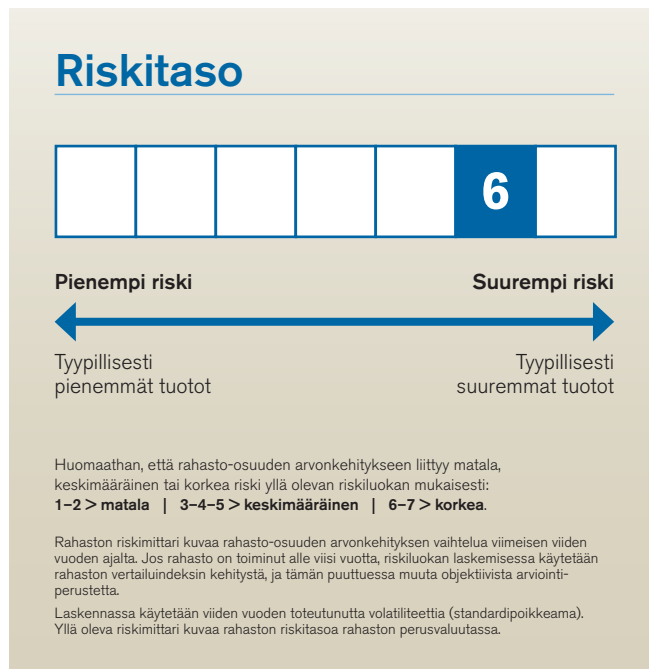 Riskitaso
6
Pienempi riski Suurempi riski
Tyypillisesti Tyypillisesti
pienemmät tuotot suuremmat tuotot
Huomaathan, että rahasto-osuuden arvonkehitykseen liittyy matala,
keskimääräinen tai korkea riski yllä olevan riskiluokan mukaisesti:
1–2 > matala | 3–4–5 > keskimääräinen | 6–7 > korkea.
Rahaston riskimittari kuvaa rahasto-osuuden arvonkehityksen vaihtelua viimeisen viiden
vuoden ajalta. Jos rahasto on toiminut alle viisi vuotta, riskiluokan laskemisessa käytetään
rahaston vertailuindeksin kehitystä, ja tämän puuttuessa muuta objektiivista arviointi-
perustetta.
Laskennassa käytetään viiden vuoden toteutunutta volatiliteettia (standardipoikkeama).
Yllä oleva riskimittari kuvaa rahaston riskitasoa rahaston perusvaluutassa.